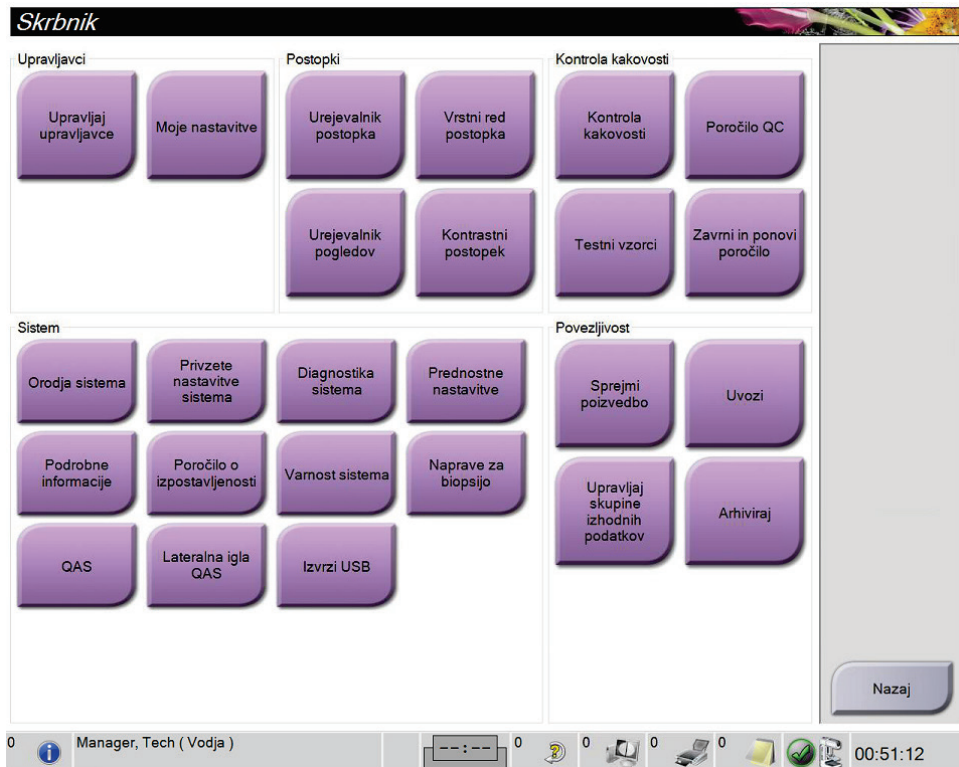 Skrbnik
Upravljavci
Upravljaj
upravljavce
Moje nastavitve
Postopki
Urejevalnik
postopka
Vrstni red
postopka
Urejevalnik
pogledov
Kontrastni
postopek
Kontrola kakovosti
Kontrola
kakovosti
Poročilo QC
Testni vzorci
Zavrni in ponovi
poročilo
Sistem
Orodja sistema
Privzete
nastavitve
sistema
Diagnostika
sistema
Prednostne
nastavitve
Podrobne
informacije
Poročilo o
izpostavljenosti
Varnost sistema
Naprave za
biopsijo
QAS
Lateralna igla
QAS
Izvrzi USB
Povezljivost
Sprejmi
poizvedbo
Uvozi
Upravljaj
skupine
izhodnih
podatkov
Arhiviraj
Nazaj
0
Manager, Tech ( Vodja )
--:--
0
0
0
0
00:51:12